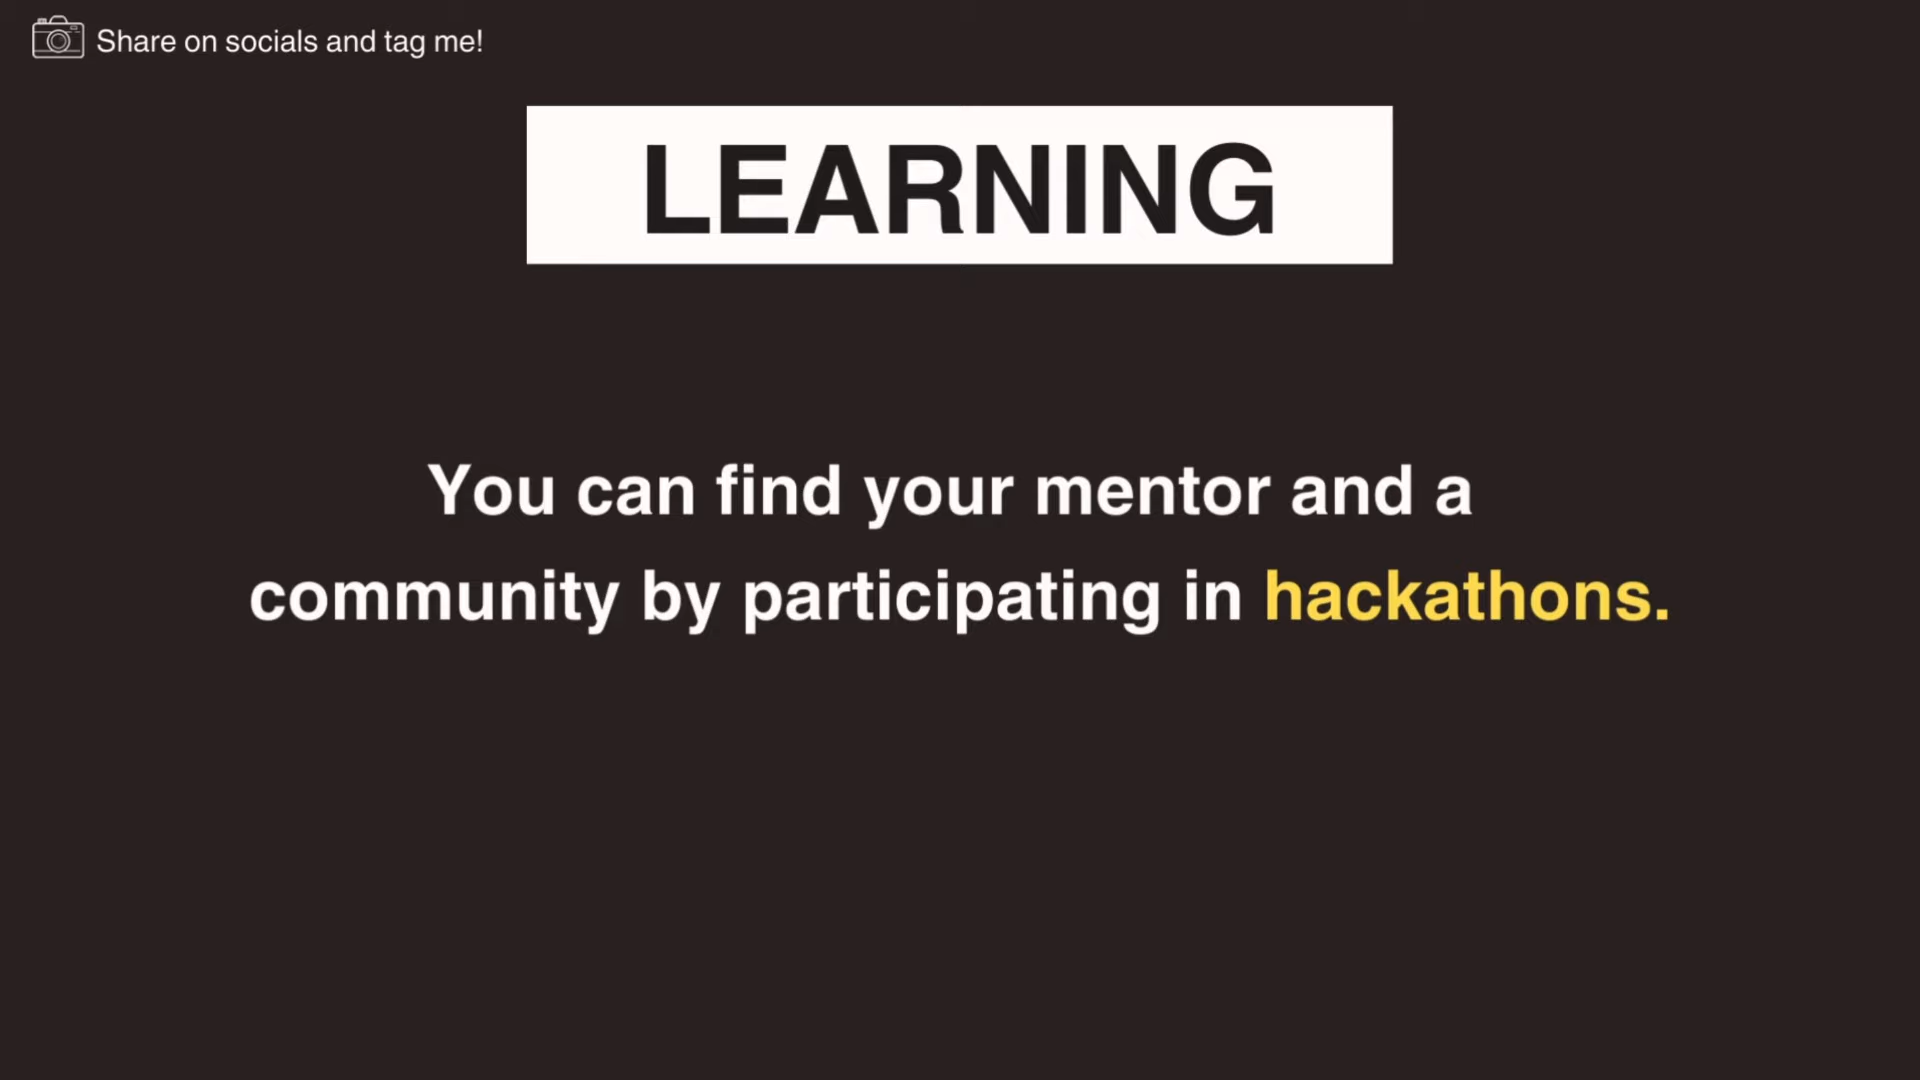 Share on socials and tag me!
LEARNING
You can find your mentor and a
community by participating in hackathons.